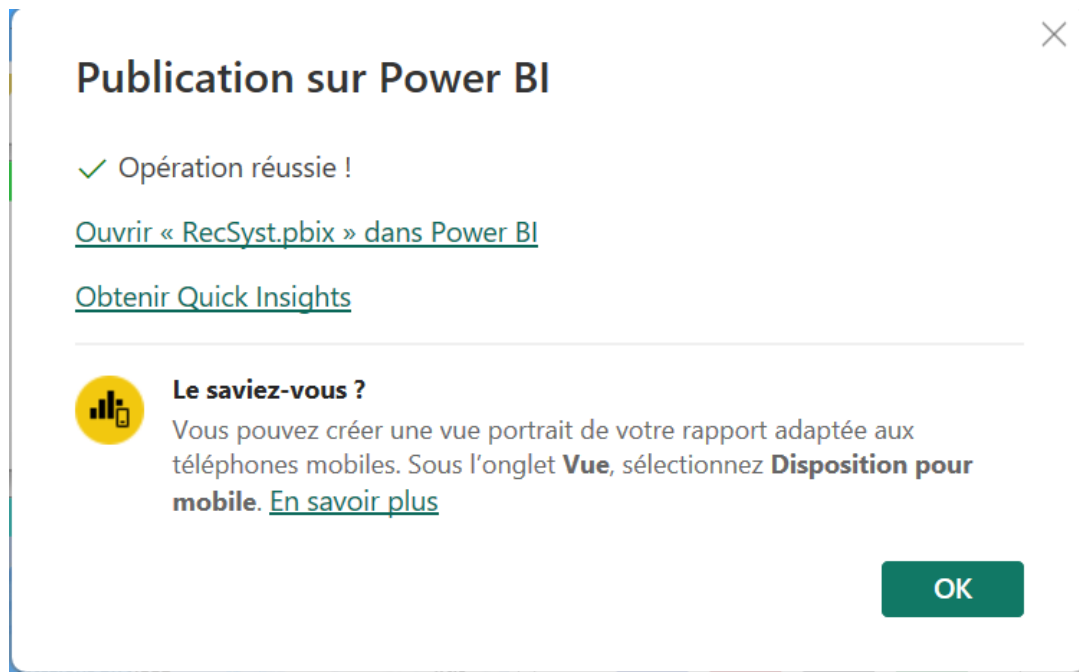 Publication sur Power BI
Opération réussie !
Ouvrir « RecSyst.pbix » dans Power BI
Obtenir Quick Insights
Le saviez-vous ?
Vous pouvez créer une vue portrait de votre rapport adaptée aux
téléphones mobiles. Sous l’onglet Vue, sélectionnez Disposition pour
mobile. En savoir plus
OK